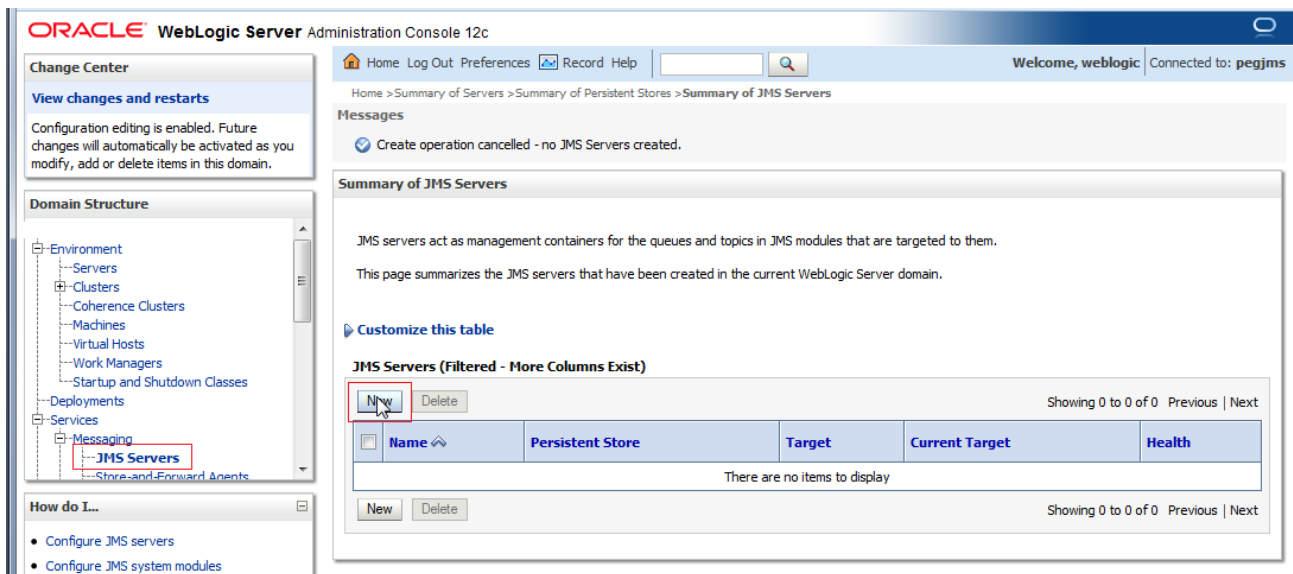 ORACLE WebLogic Server Administration Console 12c
Change Center
View changes and restarts
Configuration editing is enabled. Future
changes will automatically be activated as you
modify, add or delete items in this domain.
Domain Structure
Environment
Servers
Clusters
Coherence Clusters
Machines
Virtual Hosts
Work Managers
Startup and Shutdown Classes
Deployments
Services
Messaging
JMS Servers
Store-and-Forward Agents
How do I...
Configure JMS servers
Configure JMS system modules
Home Log Out Preferences Record Help
Welcome, weblogic Connected to: pegjms
Home >Summary of Servers >Summary of Persistent Stores >Summary of JMS Servers
Messages
Create operation cancelled - no JMS Servers created.
Summary of JMS Servers
JMS servers act as management containers for the queues and topics in JMS modules that are targeted to them.
This page summarizes the JMS servers that have been created in the current WebLogic Server domain.
Customize this table
JMS Servers (Filtered - More Columns Exist)
New Delete Showing 0 to 0 of 0 Previous | Next
Name Persistent Store Target Current Target Health
There are no items to display
New Delete Showing 0 to 0 of 0 Previous | Next